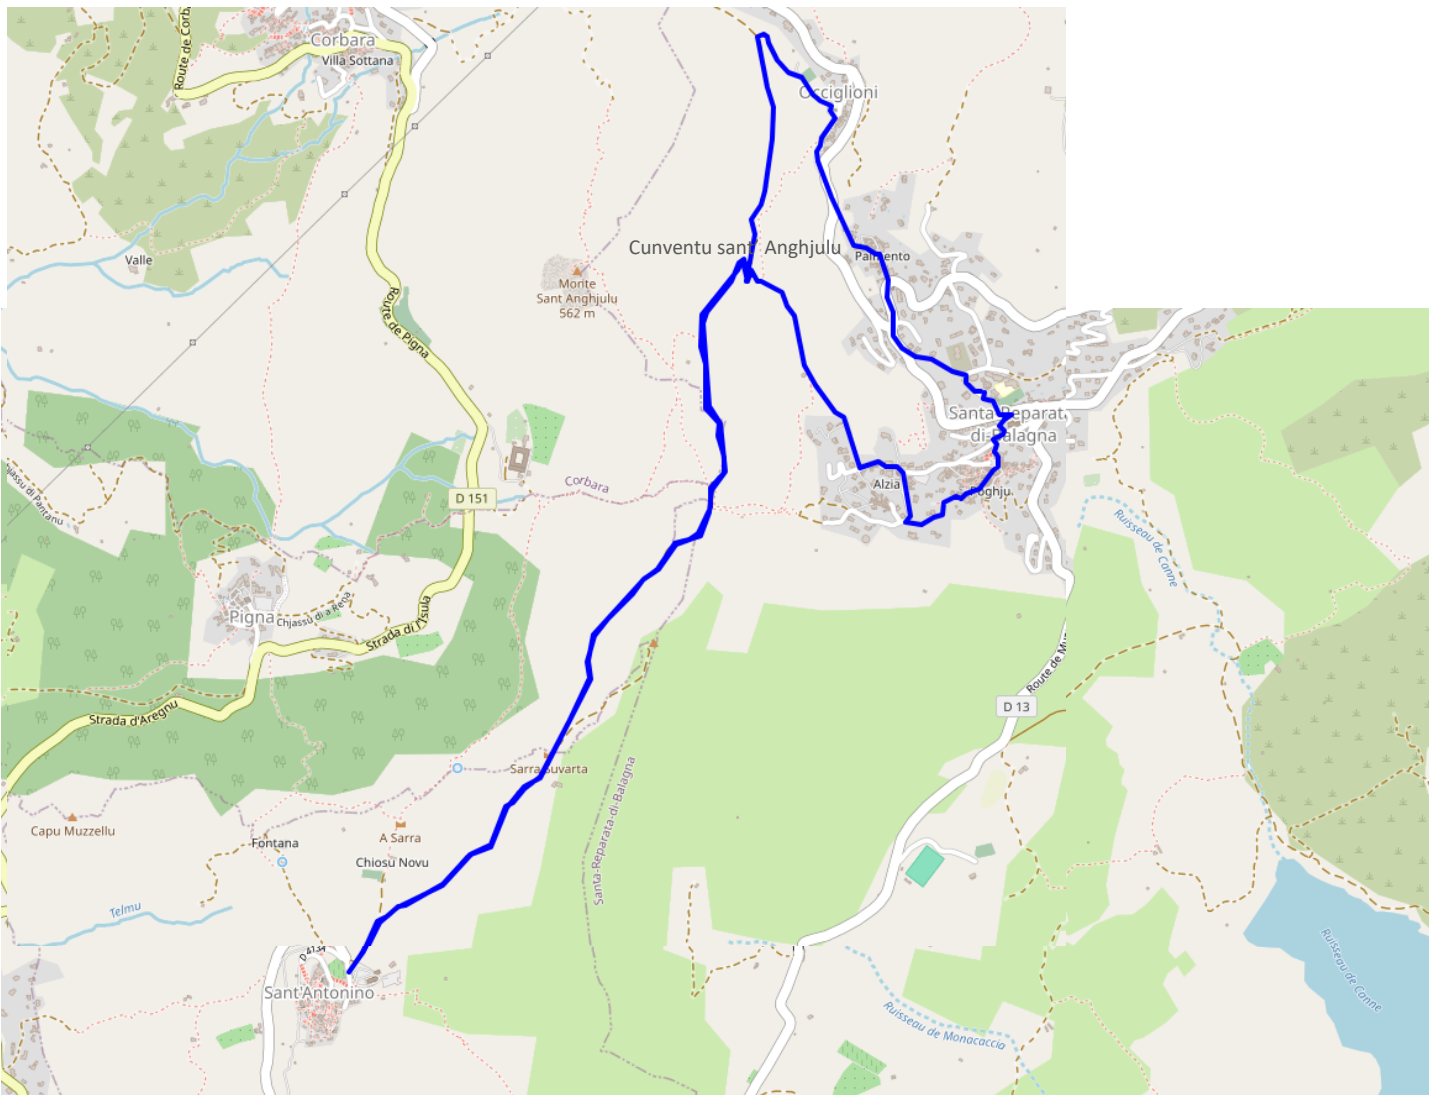 Corbara
Villa Sottana
Route de Corb
Occiglioni
Cunventu sant' Anghjulu
Palmento
Valle
Monte
Sant Anghjulu
562 m
Route de Pigna
Santa-Reparata-
di-Balagna
Alzia
Poghju
Corbara
D 151
Chjassu di Pantanu
Ruisseau de Canne
Pigna
Chjassu di a Rena
Strada di l'Isula
Strada d'Aregnu
Route de Mu
D 13
Sarra Suvarta
Santa-Reparata-di-Balagna
Capu Muzzellu
A Sarra
Fontana
Chiosu Novu
Telmu
D 413A
Sant'Antonino
Ruisseau de Canne
Ruisseau de Monacaccia